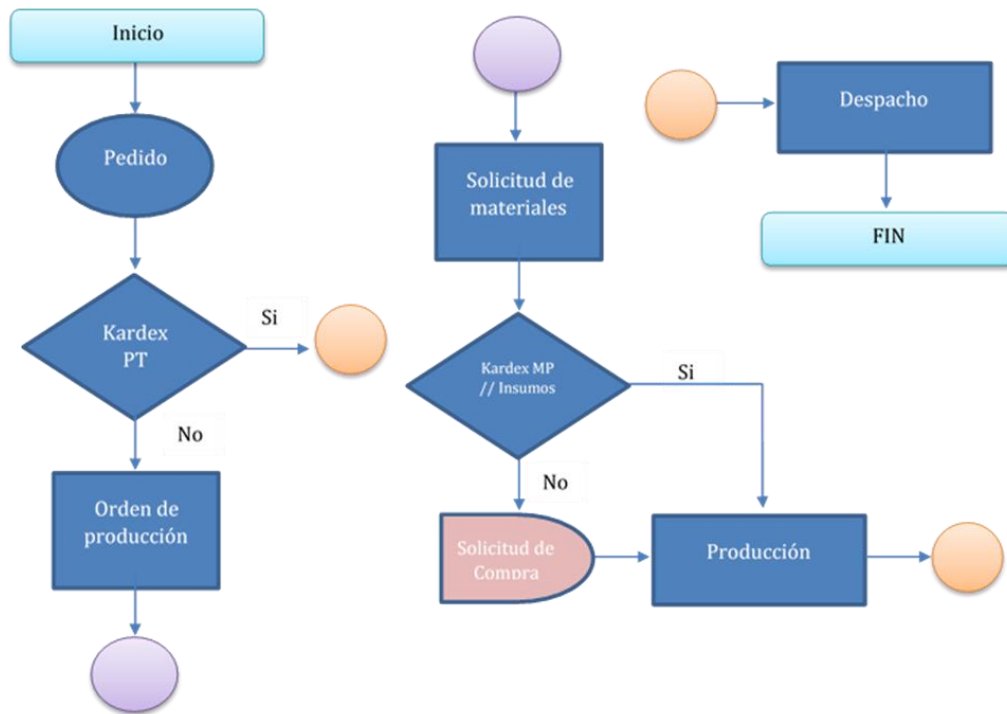 Inicio
Pedido
Kardex
PT
Si
No
Orden de
producción
Solicitud de
materiales
Kardex MP
// Insumos
Si
No
Solicitud de
Compra
Producción
Despacho
FIN